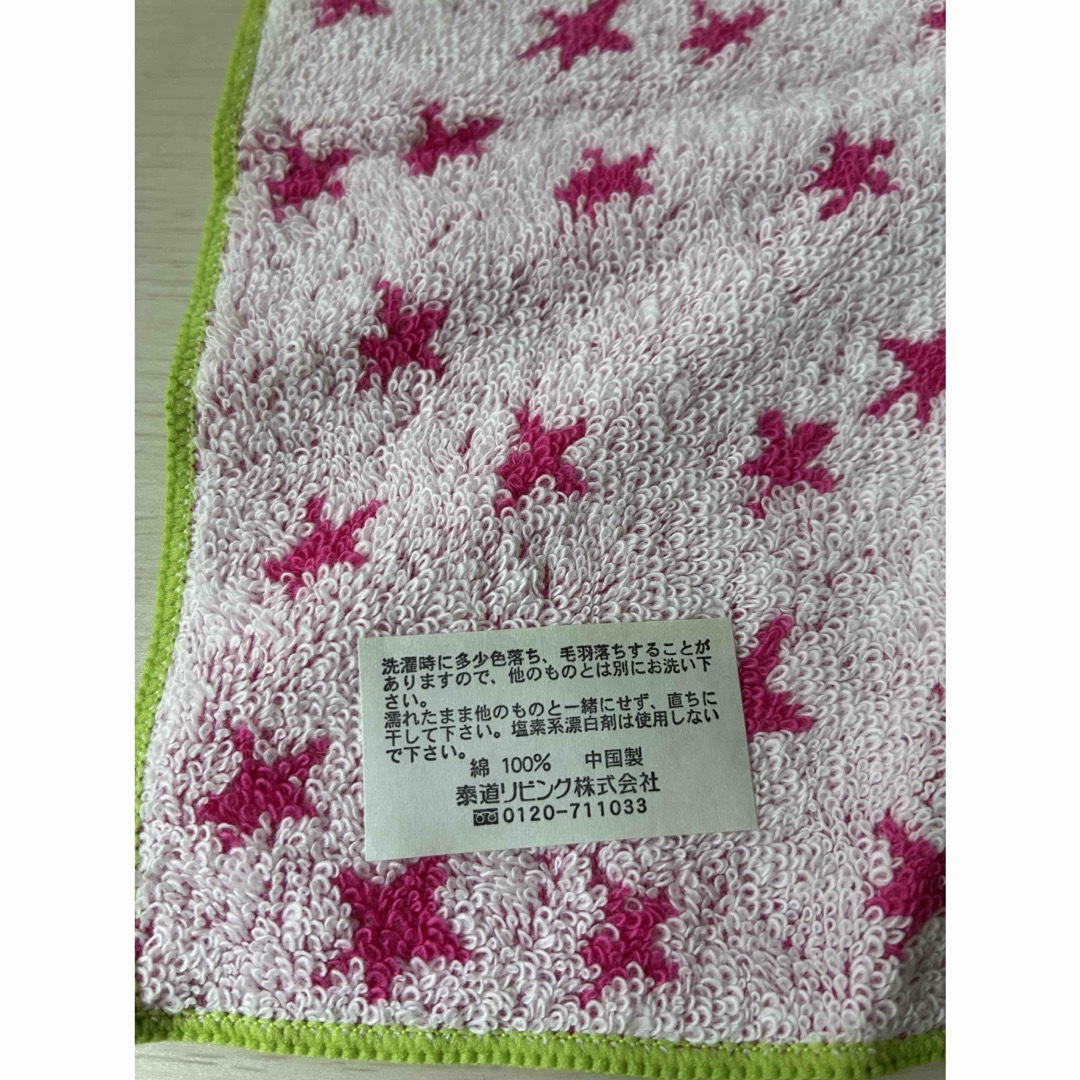 洗濯時に多少色落ち、毛羽落ちすることが
ありますので、他のものとは別にお洗い下
さい。
濡れたまま他のものと一緒にせず、直ちに
干して下さい。塩素系漂白剤は使用しない
で下さい。
綿 100% 中国製
泰道リビング株式会社
0120-711033